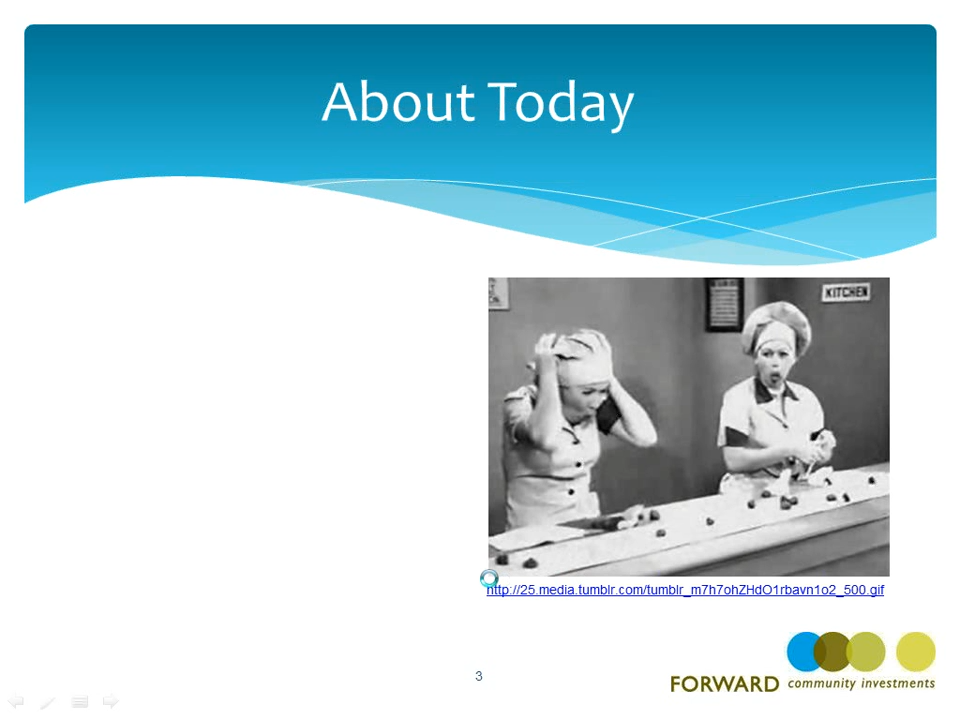 About Today
KITCHEN
http://25.media.tumblr.com/tumblr_m7h7ohZHdO1rbavn1o2_500.gif
3
FORWARD community investments